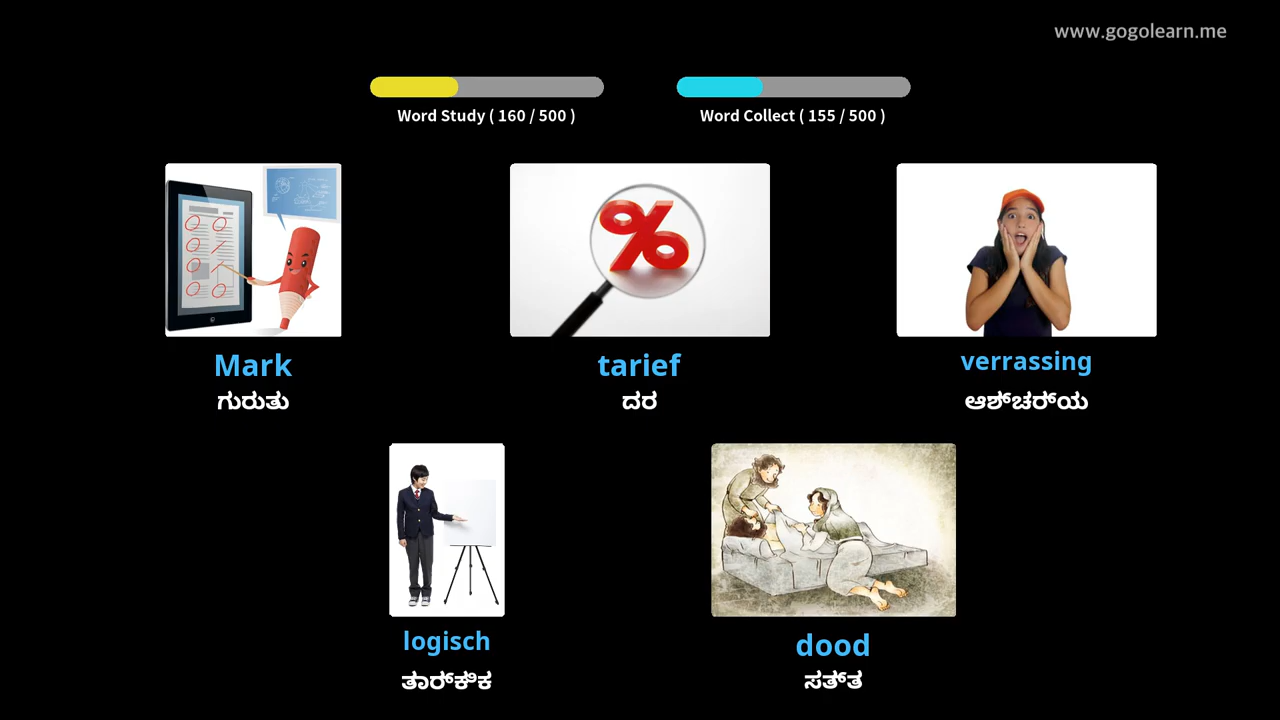 www.gogolearn.me
Word Study ( 160 / 500 )
Word Collect ( 155 / 500 )
Mark
ಗುರುತು
tarief
ದರ
verrassing
ಆಶ್ಚರ್ಯ
logisch
ತಾರ್ಕಿಕ
dood
ಸತ್ತ